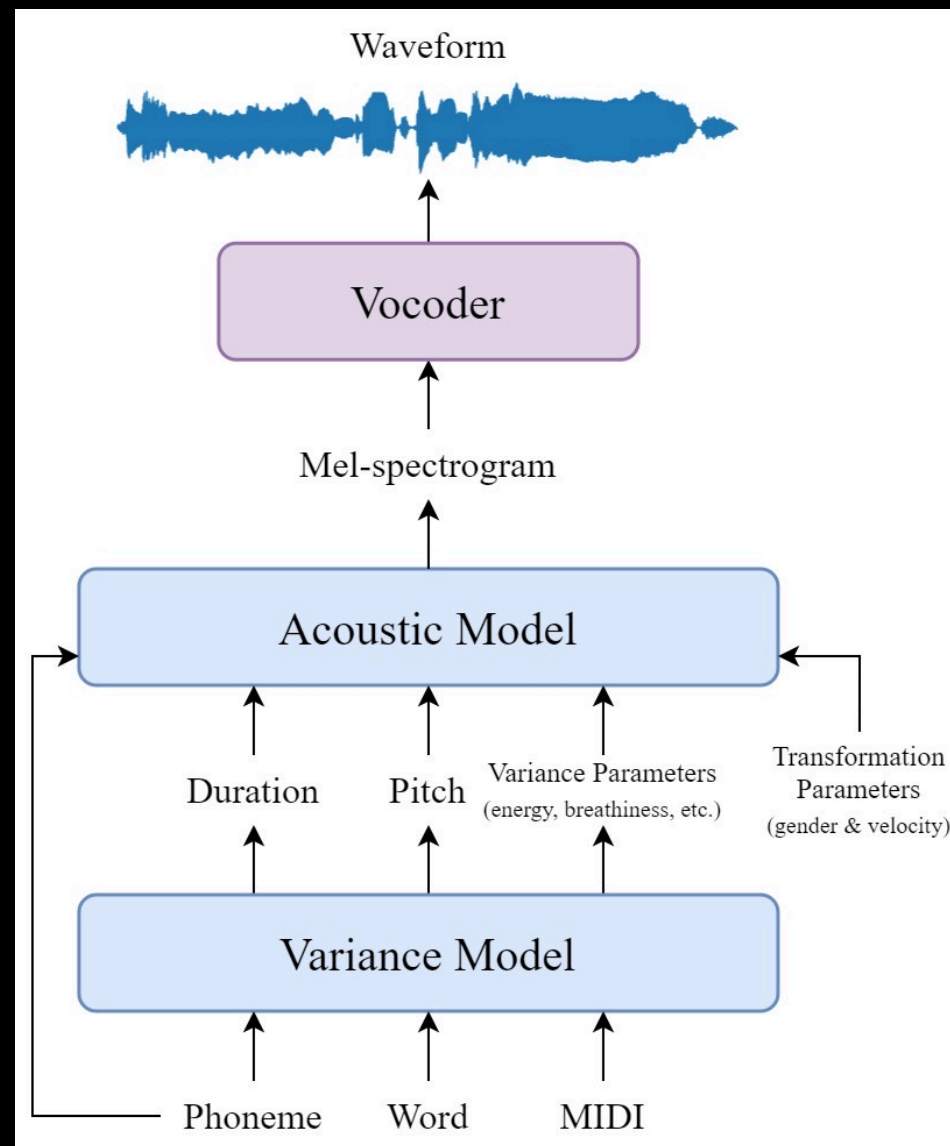 Waveform
Vocoder
Mel-spectrogram
Acoustic Model
Duration
Pitch
Variance Parameters
(energy, breathiness, etc.)
Transformation
Parameters
(gender & velocity)
Variance Model
Phoneme
Word
MIDI